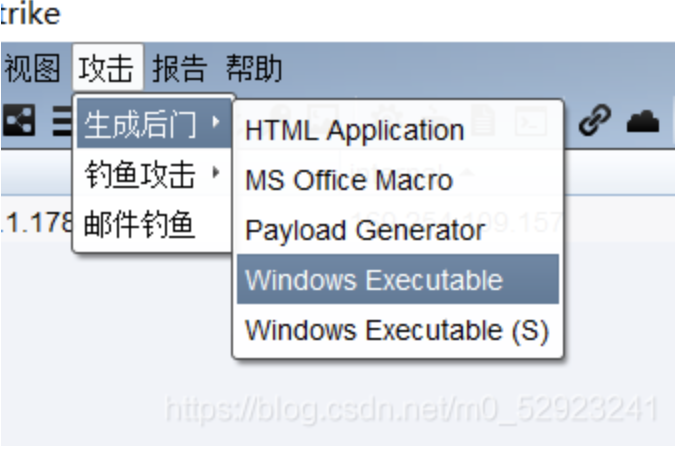 trike
视图 攻击 报告 帮助
生成后门
钓鱼攻击
邮件钓鱼
HTML Application
MS Office Macro
Payload Generator
Windows Executable
Windows Executable (S)
.1.178
https://blog.csdn.net/m0_52923241